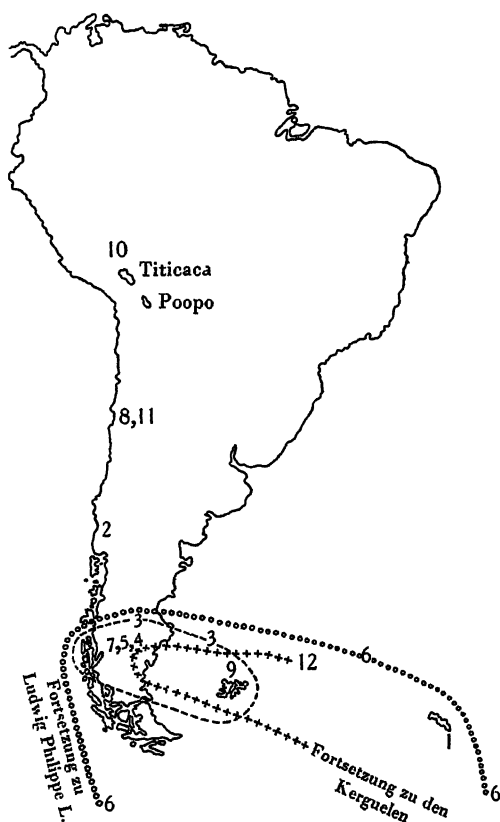 10
Titicaca
Poopo
8,11
2
3
3
7,5,4
6
12
9
1
Fortsetzung zu
Ludwig Philippe L.
Fortsetzung zu den
Kerguelen
6
6